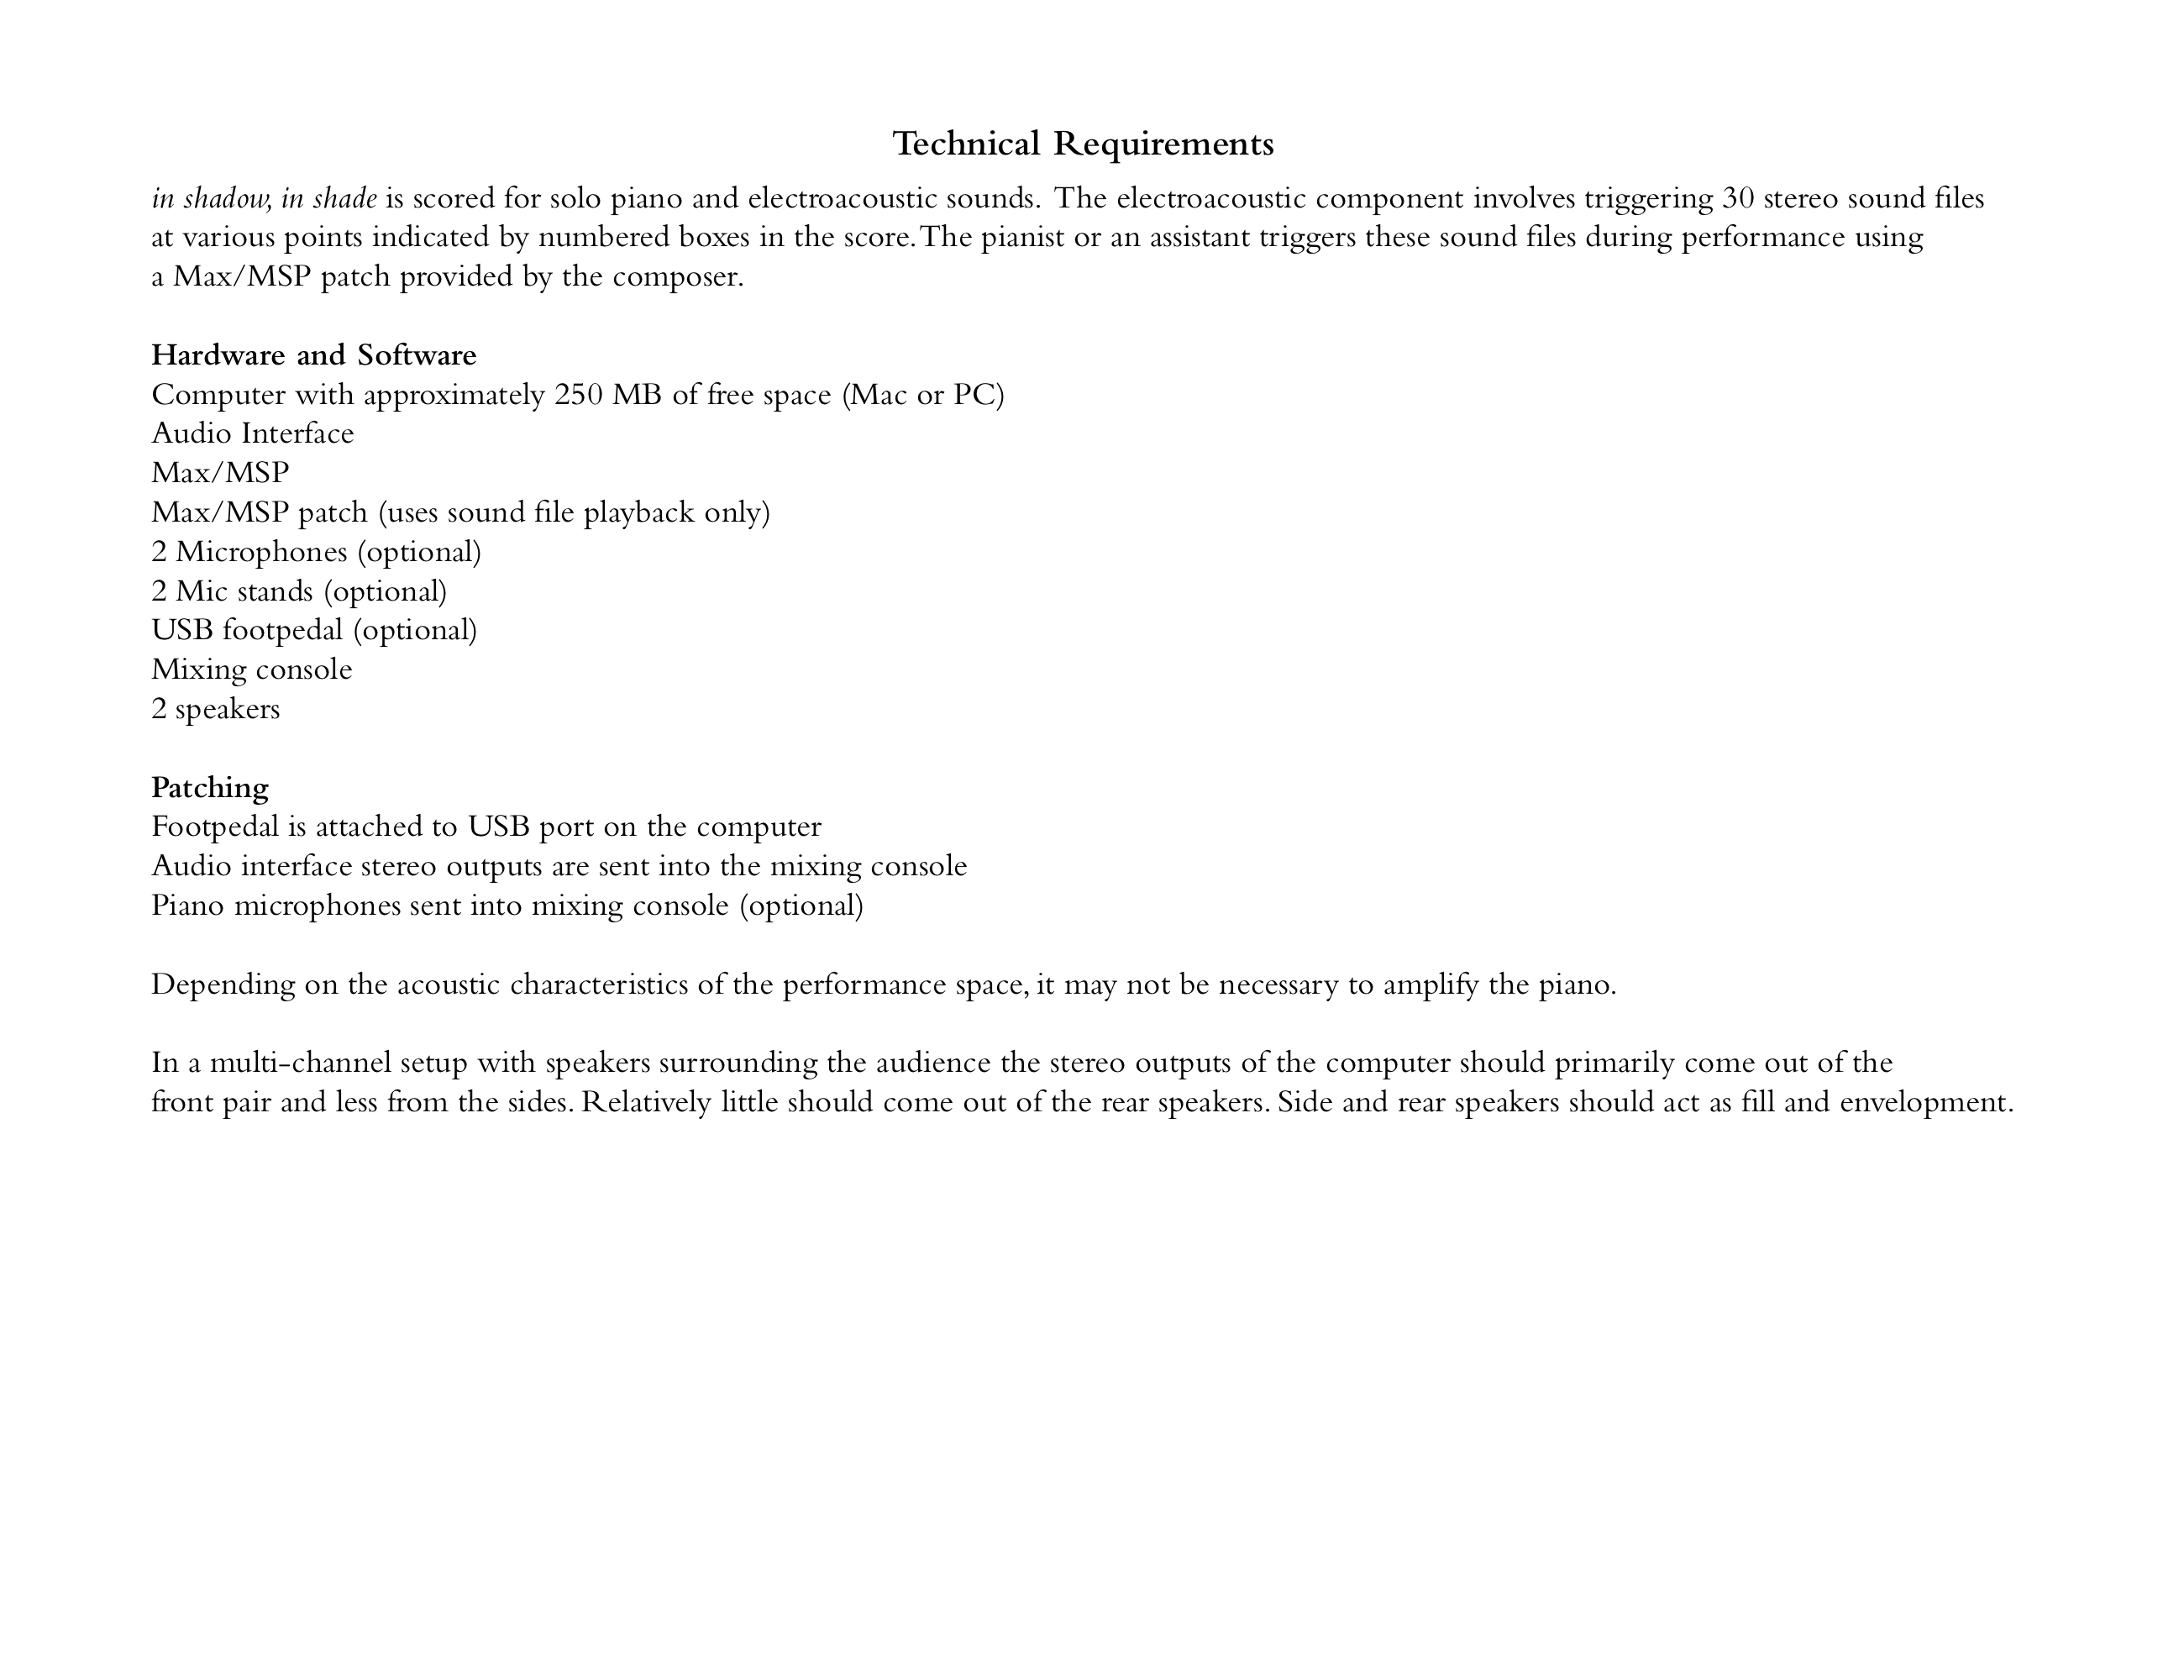 Technical Requirements
in shadow, in shade is scored for solo piano and electroacoustic sounds. The electroacoustic component involves triggering 30 stereo sound files
at various points indicated by numbered boxes in the score. The pianist or an assistant triggers these sound files during performance using
a Max/MSP patch provided by the composer.
Hardware and Software
Computer with approximately 250 MB of free space (Mac or PC)
Audio Interface
Max/MSP
Max/MSP patch (uses sound file playback only)
2 Microphones (optional)
2 Mic stands (optional)
USB footpedal (optional)
Mixing console
2 speakers
Patching
Footpedal is attached to USB port on the computer
Audio interface stereo outputs are sent into the mixing console
Piano microphones sent into mixing console (optional)
Depending on the acoustic characteristics of the performance space, it may not be necessary to amplify the piano.
In a multi-channel setup with speakers surrounding the audience the stereo outputs of the computer should primarily come out of the
front pair and less from the sides. Relatively little should come out of the rear speakers. Side and rear speakers should act as fill and envelopment.